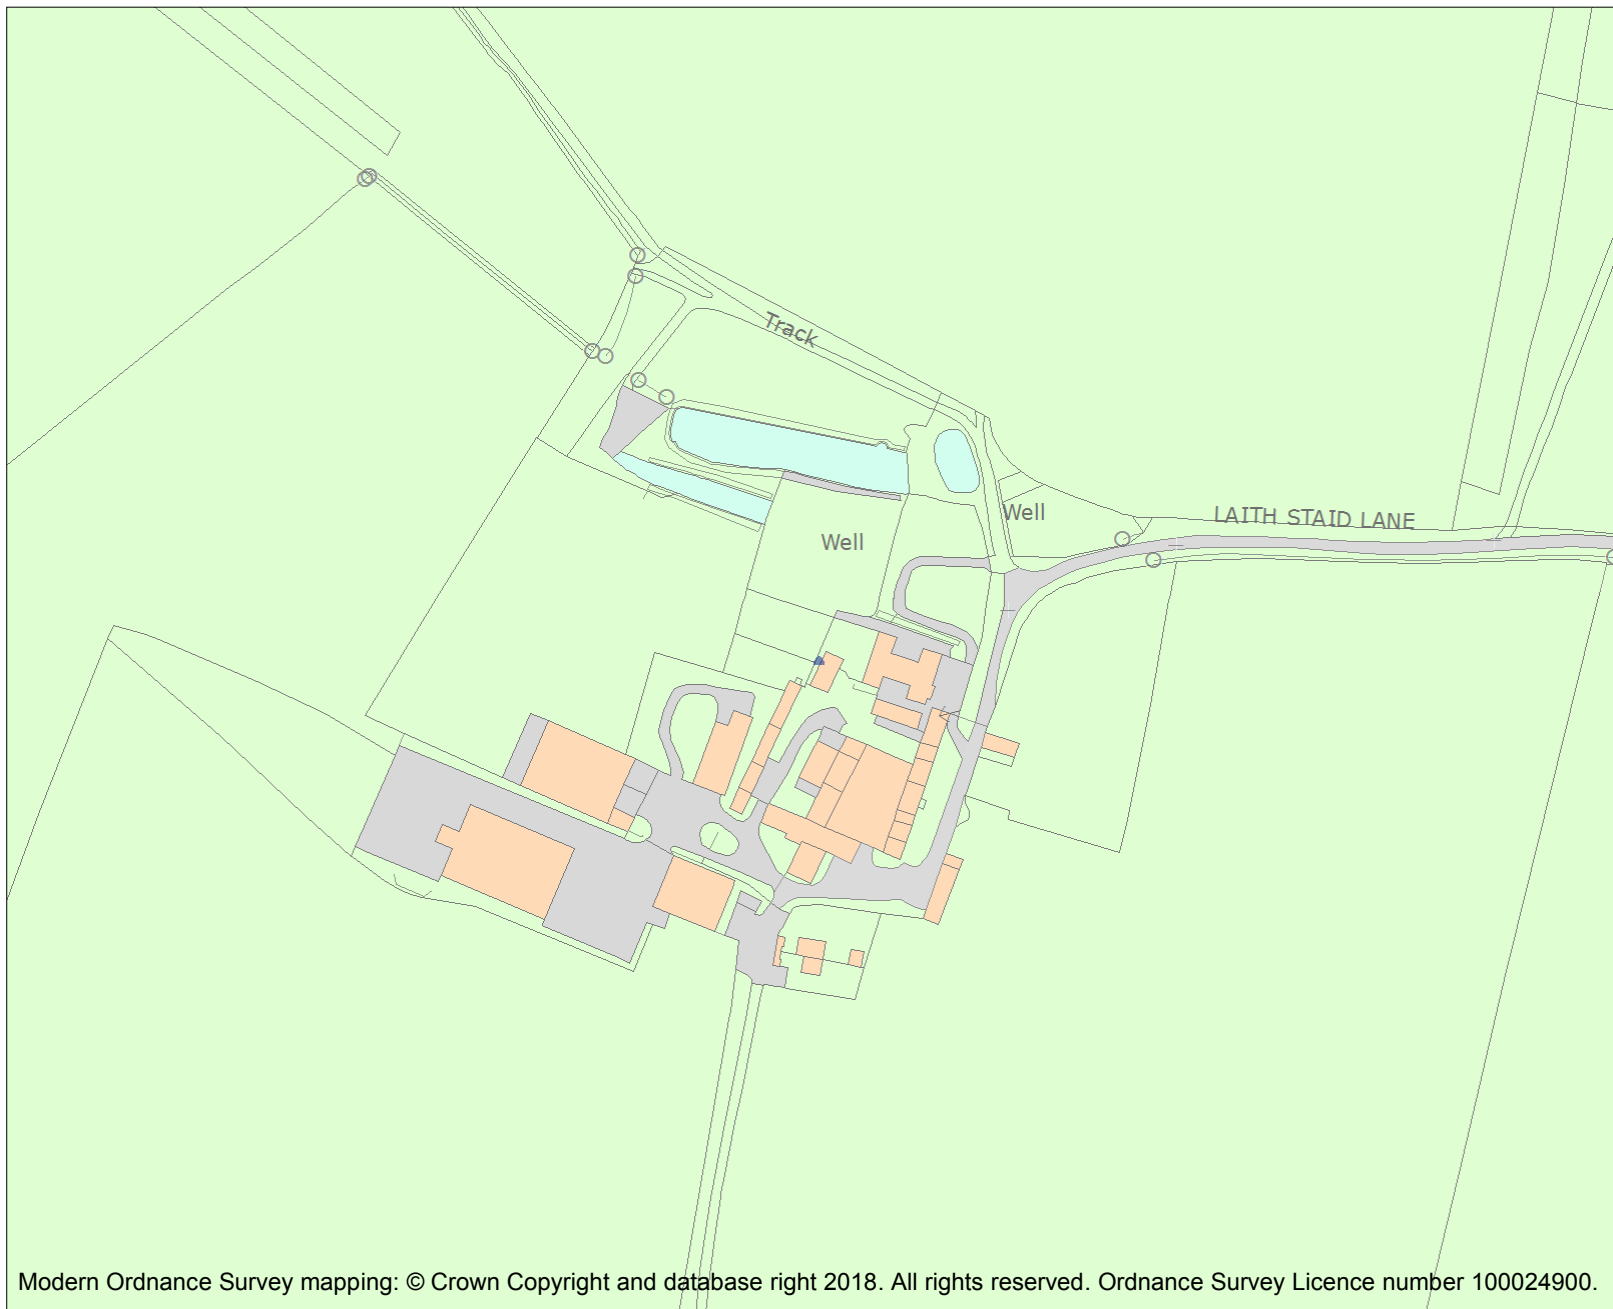 Track
LAITH STAID LANE
Well
Well
Modern Ordnance Survey mapping: © Crown Copyright and database right 2018. All rights reserved. Ordnance Survey Licence number 100024900.